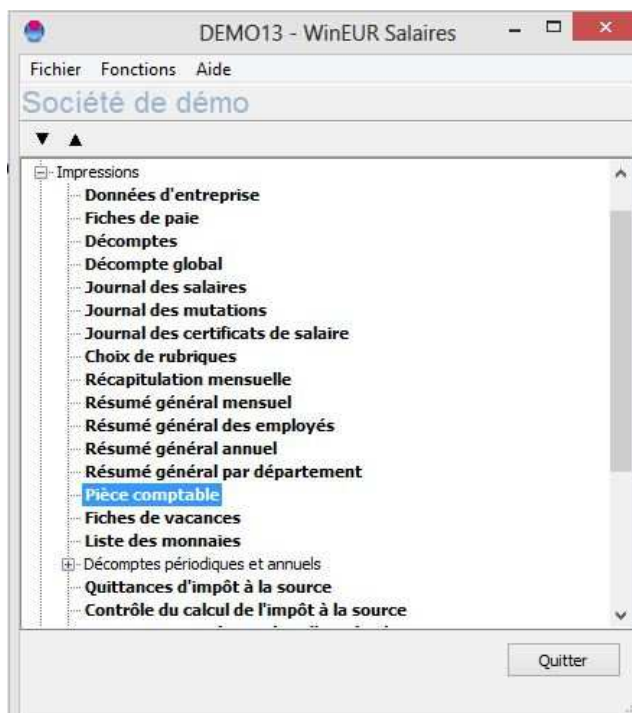 DEMO13 - WinEUR Salaires
Fichier Fonctions Aide
Société de démo
Impressions
Données d'entreprise
Fiches de paie
Décomptes
Décompte global
Journal des salaires
Journal des mutations
Journal des certificats de salaire
Choix de rubriques
Récapitulation mensuelle
Résumé général mensuel
Résumé général des employés
Résumé général annuel
Résumé général par département
Pièce comptable
Fiches de vacances
Liste des monnaies
Décomptes périodiques et annuels
Quittances d'impôt à la source
Contrôle du calcul de l'impôt à la source
Quitter